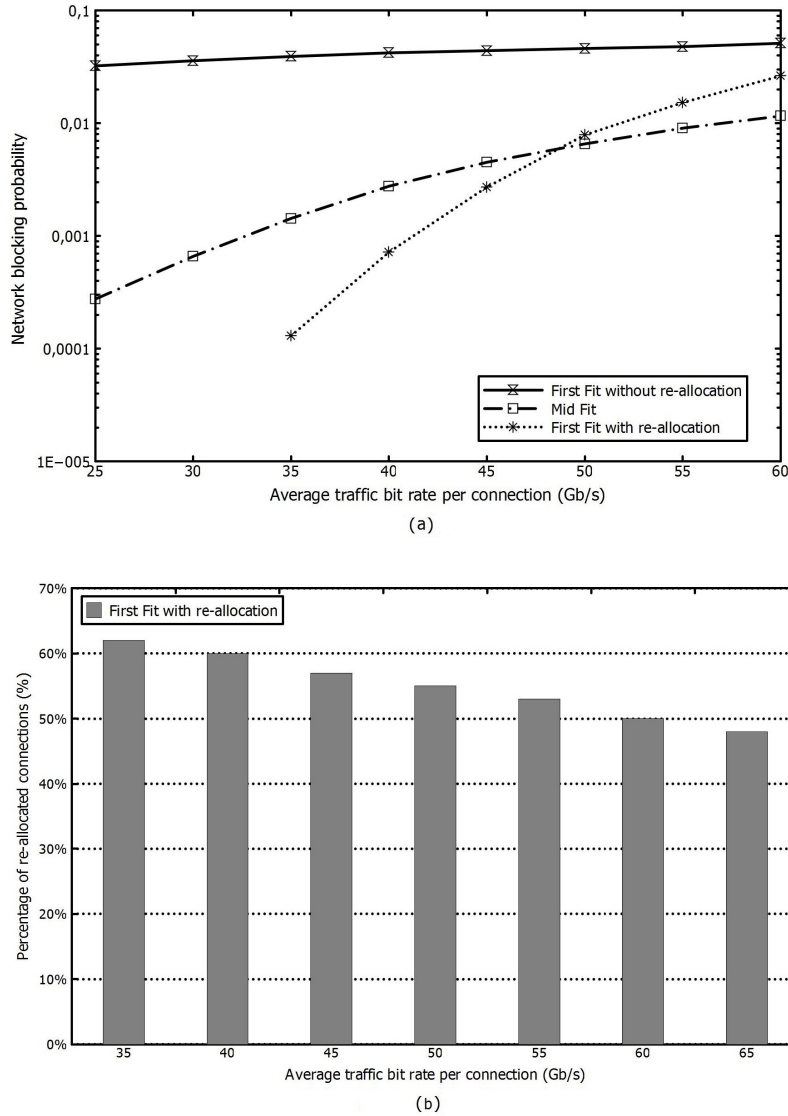 0,1
0,01
0,001
0,0001
1E−005
Network blocking probability
First Fit without re-allocation
Mid Fit
First Fit with re-allocation
25 30 35 40 45 50 55 60
Average traffic bit rate per connection (Gb/s)
(a)
70%
60%
50%
40%
30%
20%
10%
0%
Percentage of re-allocated connections (%)
First Fit with re-allocation
35 40 45 50 55 60 65
Average traffic bit rate per connection (Gb/s)
(b)